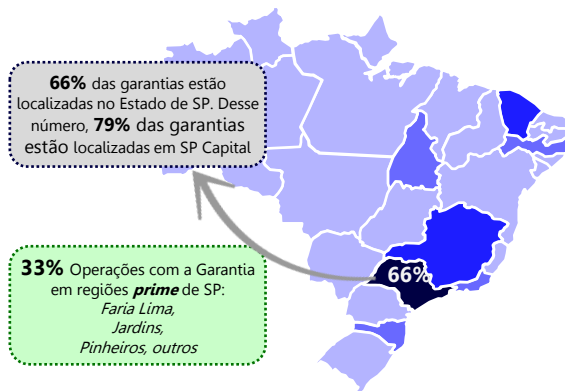 66% das garantias estão
localizadas no Estado de SP. Desse
número, 79% das garantias
estão localizadas em SP Capital
66%
33% Operações com a Garantia
em regiões prime de SP:
Faria Lima,
Jardins,
Pinheiros, outros